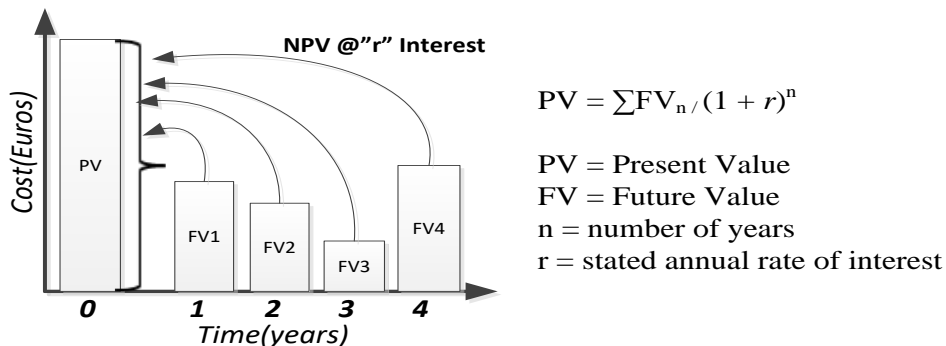 NPV @”r” Interest
Cost(Euros)
PV
FV1
FV2
FV3
FV4
0 1 2 3 4
Time(years)
PV = ∑FVₙ / (1 + r)ⁿ
PV = Present Value
FV = Future Value
n = number of years
r = stated annual rate of interest